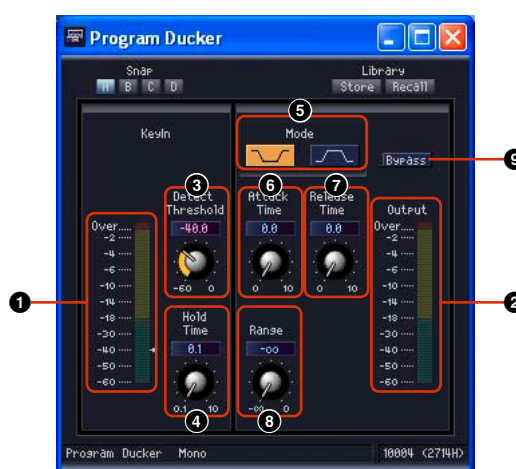 Program Ducker
Snap
Library
A B C D
Store Recall
5
KeyIn
Mode
Bypass
9
3
6
7
Detect
Threshold
Attack
Time
Release
Time
Output
-40.0
0.0
0.0
Over.....
-2
-4
-6
-10
-14
-18
-30
-40
-50
-60
-60 0
0 10
0 10
Over.....
-2
-4
-6
-10
-14
-18
-30
-40
-50
-60
1
2
Hold
Time
Range
0.1
-∞
0.1 10
-∞ 0
4
8
Program Ducker Mono
10004 (2714H)